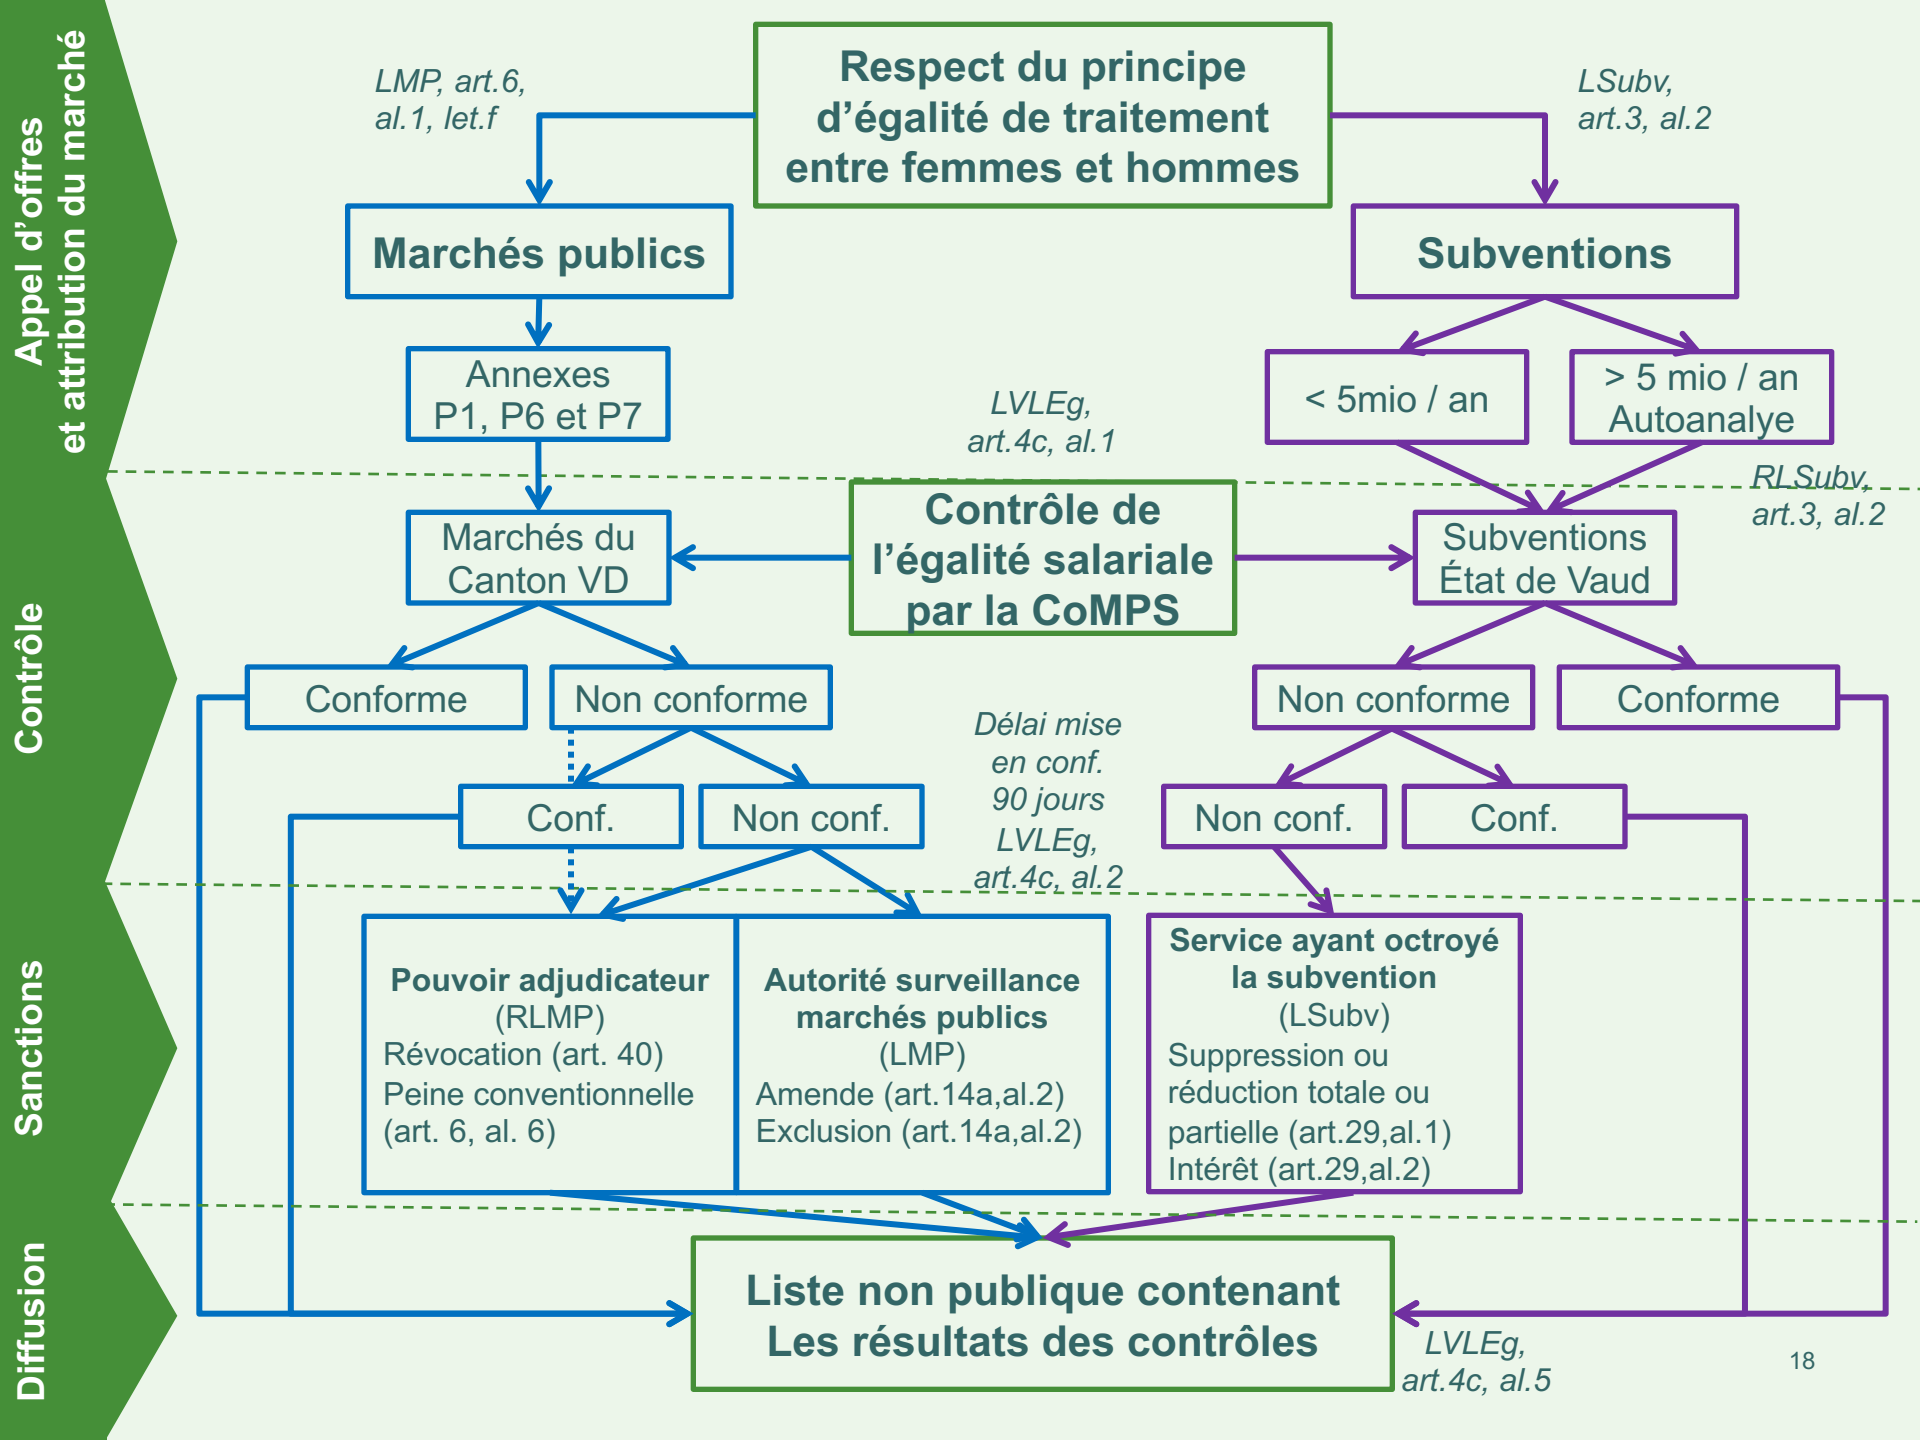 Appel d’offres
et attribution du marché
LMP, art.6,
al.1, let.f
Respect du principe
d’égalité de traitement
entre femmes et hommes
LSubv,
art.3, al.2
Marchés publics
Subventions
Annexes
P1, P6 et P7
LVLEg,
art.4c, al.1
< 5mio / an
> 5 mio / an
Autoanalye
RLSubv,
art.3, al.2
Contrôle
Marchés du
Canton VD
Contrôle de
l’égalité salariale
par la CoMPS
Subventions
État de Vaud
Conforme
Non conforme
Non conforme
Conforme
Délai mise
en conf.
90 jours
LVLEg,
art.4c, al.2
Conf.
Non conf.
Non conf.
Conf.
Sanctions
Pouvoir adjudicateur
(RLMP)
Révocation (art. 40)
Peine conventionnelle
(art. 6, al. 6)
Autorité surveillance
marchés publics
(LMP)
Amende (art.14a,al.2)
Exclusion (art.14a,al.2)
Service ayant octroyé
la subvention
(LSubv)
Suppression ou
réduction totale ou
partielle (art.29,al.1)
Intérêt (art.29,al.2)
Diffusion
Liste non publique contenant
Les résultats des contrôles
LVLEg,
art.4c, al.5
18